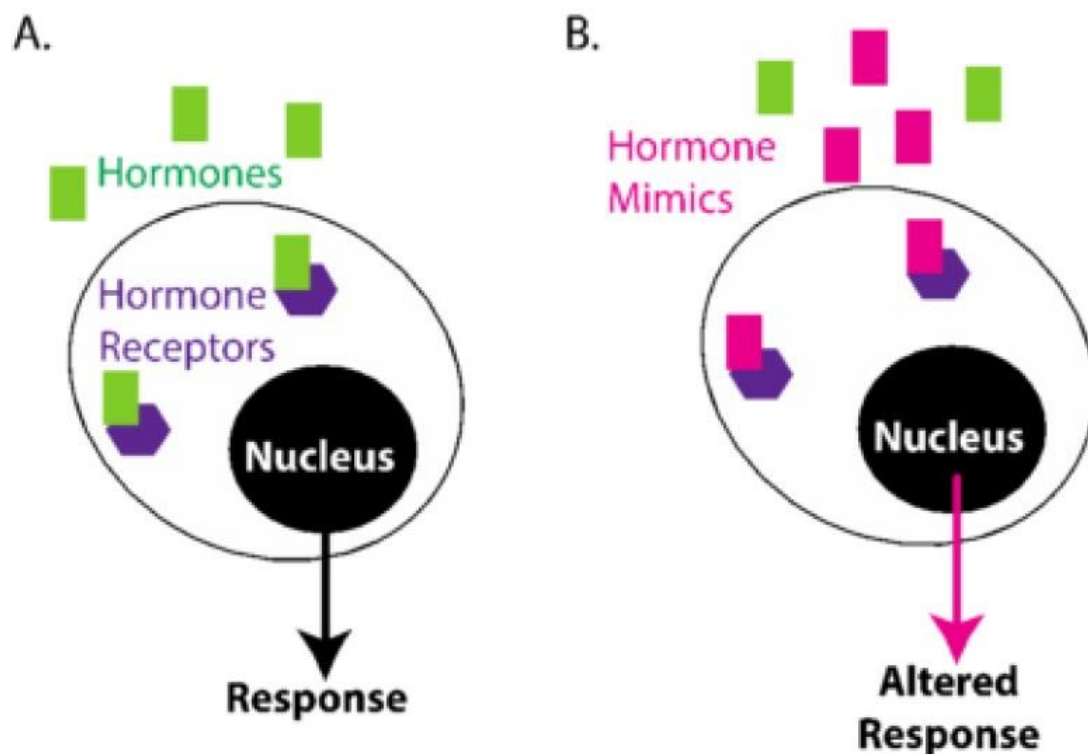 A.
Hormones
Hormone
Receptors
Nucleus
Response
B.
Hormone
Mimics
Nucleus
Altered
Response